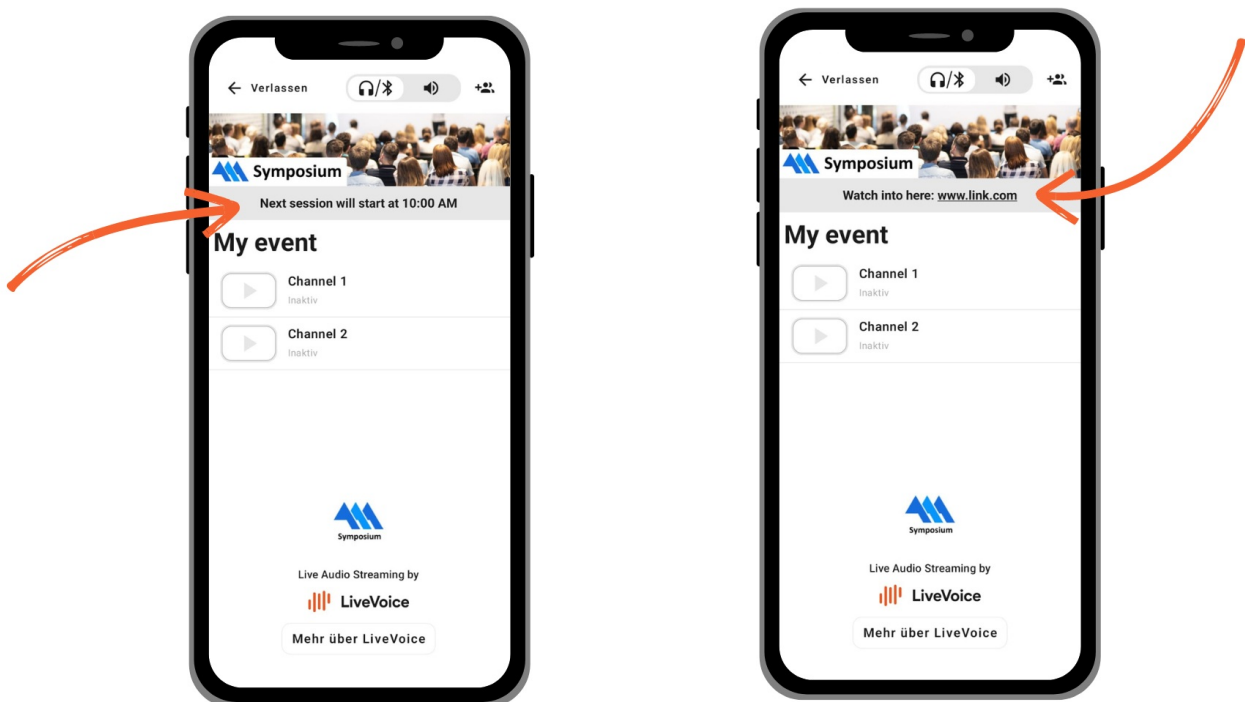 Verlassen
Symposium
Next session will start at 10:00 AM
My event
Channel 1
Inaktiv
Channel 2
Inaktiv
Symposium
Live Audio Streaming by
LiveVoice
Mehr über LiveVoice
Verlassen
Symposium
Watch into here: www.link.com
My event
Channel 1
Inaktiv
Channel 2
Inaktiv
Symposium
Live Audio Streaming by
LiveVoice
Mehr über LiveVoice